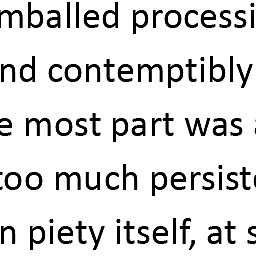 mballed processi
nd contemptibly
e most part was a
too much persiste
n piety itself, at s